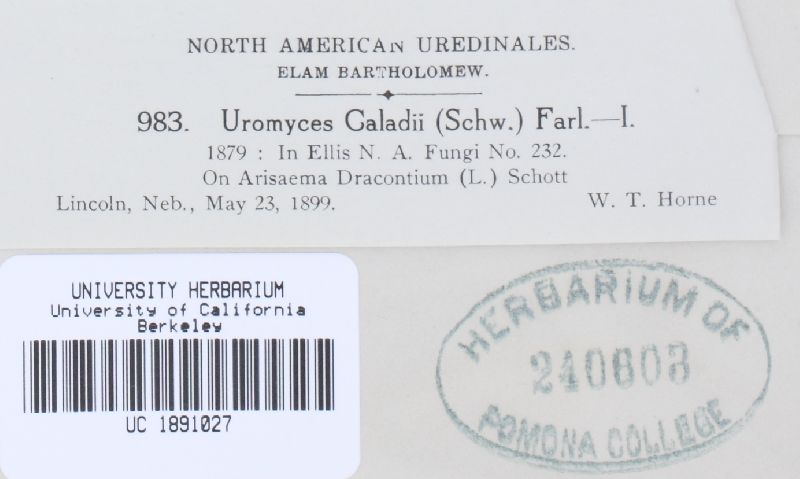 NORTH AMERICAN UREDINALES.
ELAM BARTHOLOMEW.
983. Uromyces Caladii (Schw.) Farl.—I.
1879 : In Ellis N. A. Fungi No. 232.
On Arisaema Dracontium (L.) Schott
Lincoln, Neb., May 23, 1899. W. T. Horne
UNIVERSITY HERBARIUM
University of California
Berkeley
UC 1891027
HERBARIUM OF
240803
POMONA COLLEGE